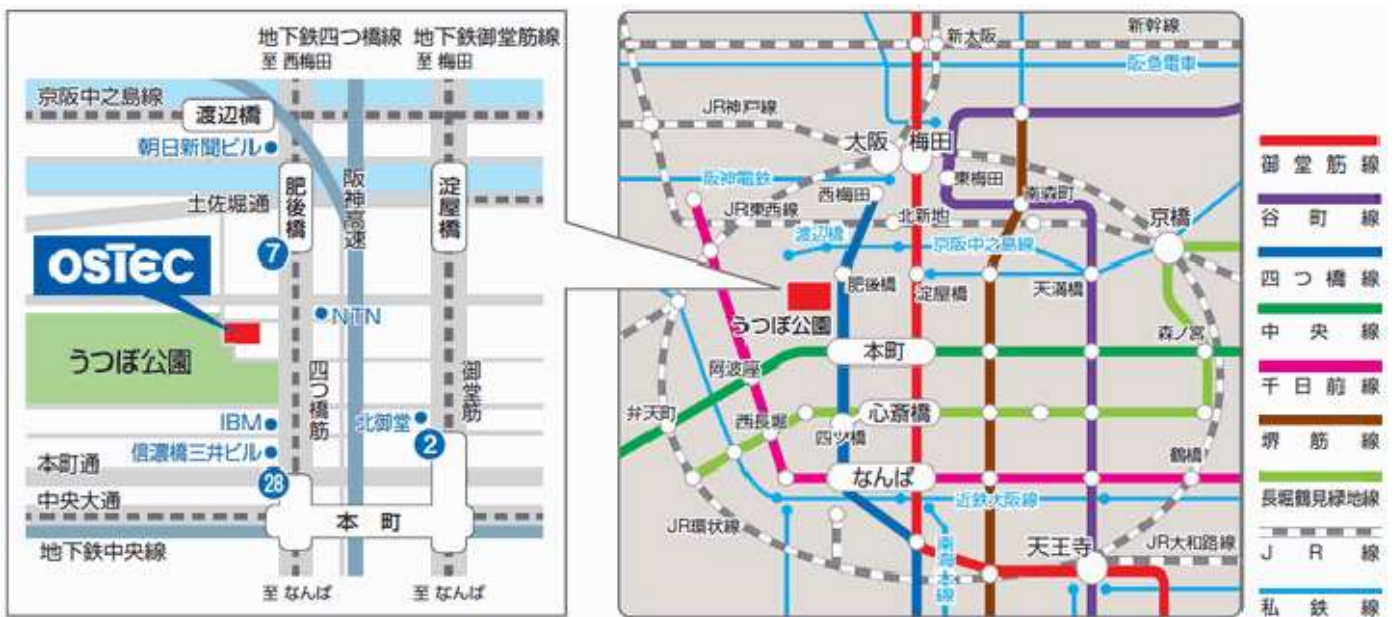 地下鉄四つ橋線
至 西梅田
地下鉄御堂筋線
至 梅田
京阪中之島線
渡辺橋
朝日新聞ビル
肥後橋
阪神高速
淀屋橋
土佐堀通
7
OSTEC
NTN
うつぼ公園
四つ橋筋
御堂筋
IBM
北御堂
2
信濃橋三井ビル
本町通
28
中央大通
本町
地下鉄中央線
至 なんば
至 なんば
新大阪
新幹線
阪急電車
JR神戸線
大阪
梅田
阪神電鉄
西梅田
東梅田
南森町
JR東西線
北新地
京橋
渡辺橋
京阪中之島線
肥後橋
淀屋橋
天満橋
うつぼ公園
森ノ宮
本町
阿波座
弁天町
西長堀
心斎橋
四ツ橋
なんば
鶴橋
近鉄大阪線
JR環状線
南海本線
天王寺
JR大和路線
御堂筋線
谷町線
四つ橋線
中央線
千日前線
堺筋線
長堀鶴見緑地線
JR線
私鉄線